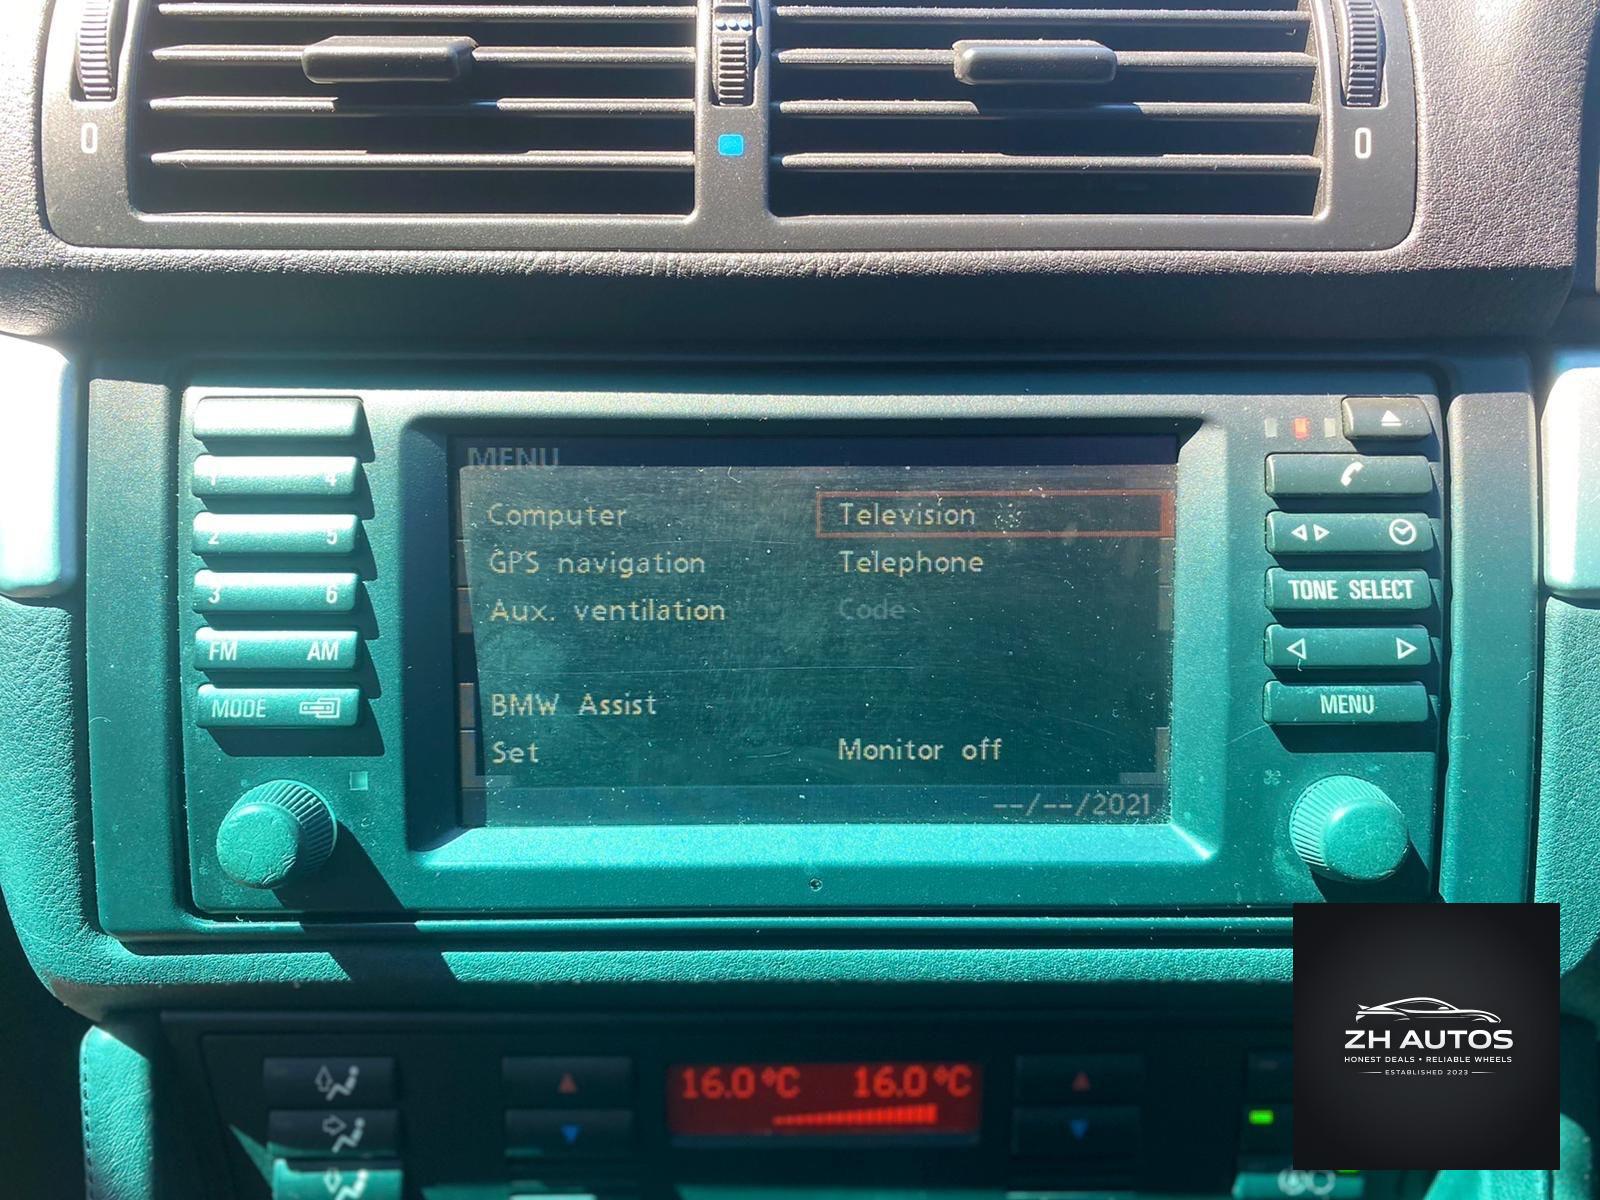 0
0
MENU
Computer
Television
GPS navigation
Telephone
Aux. ventilation
Code
BMW Assist
Set
Monitor off
--/--/2021
1 4
2 5
3 6
FM AM
MODE
TONE SELECT
MENU
16.0°C 16.0°C
ZH AUTOS
HONEST DEALS • RELIABLE WHEELS
ESTABLISHED 2023